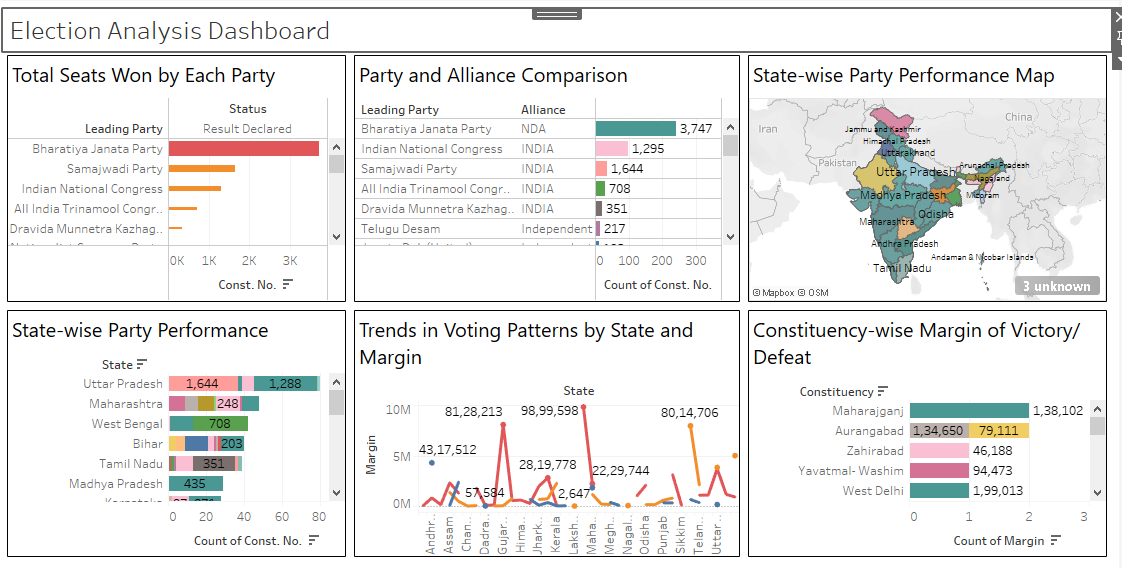 Election Analysis Dashboard
Total Seats Won by Each Party
Status
Leading Party
Result Declared
Bharatiya Janata Party
Samajwadi Party
Indian National Congress
All India Trinamool Congr..
Dravida Munnetra Kazhag..
0K 1K 2K 3K
Const. No.
Party and Alliance Comparison
Leading Party Alliance
Bharatiya Janata Party NDA 3,747
Indian National Congress INDIA 1,295
Samajwadi Party INDIA 1,644
All India Trinamool Congr.. INDIA 708
Dravida Munnetra Kazhag.. INDIA 351
Telugu Desam Independent 217
0 100 200 300
Count of Const. No.
State-wise Party Performance Map
Iran
China
Pakistan
Jammu and Kashmir
Himachal Pradesh
Uttarakhand
Arunachal Pradesh
Uttar Pradesh
Nagaland
Madhya Pradesh
Mizoram
Odisha
Maharashtra
Andhra Pradesh
Andaman & Nicobar Islands
Tamil Nadu
3 unknown
© Mapbox © OSM
State-wise Party Performance
State
Uttar Pradesh 1,644 1,288
Maharashtra 248
West Bengal 708
Bihar 203
Tamil Nadu 351
Madhya Pradesh 435
0 20 40 60 80
Count of Const. No.
Trends in Voting Patterns by State and
Margin
State
10M
5M
0M
Margin
43,17,512
81,28,213
57,584
28,19,778
98,99,598
2,647
22,29,744
80,14,706
Andhr..
Assam
Chan..
Dadra..
Gujar..
Hima..
Jhark..
Kerala
Laksh..
Maha..
Megh..
Nagal..
Odisha
Punjab
Sikkim
Telan..
Uttar..
Constituency-wise Margin of Victory/
Defeat
Constituency
Maharajganj 1,38,102
Aurangabad 1,34,650 79,111
Zahirabad 46,188
Yavatmal- Washim 94,473
West Delhi 1,99,013
0 1 2 3
Count of Margin